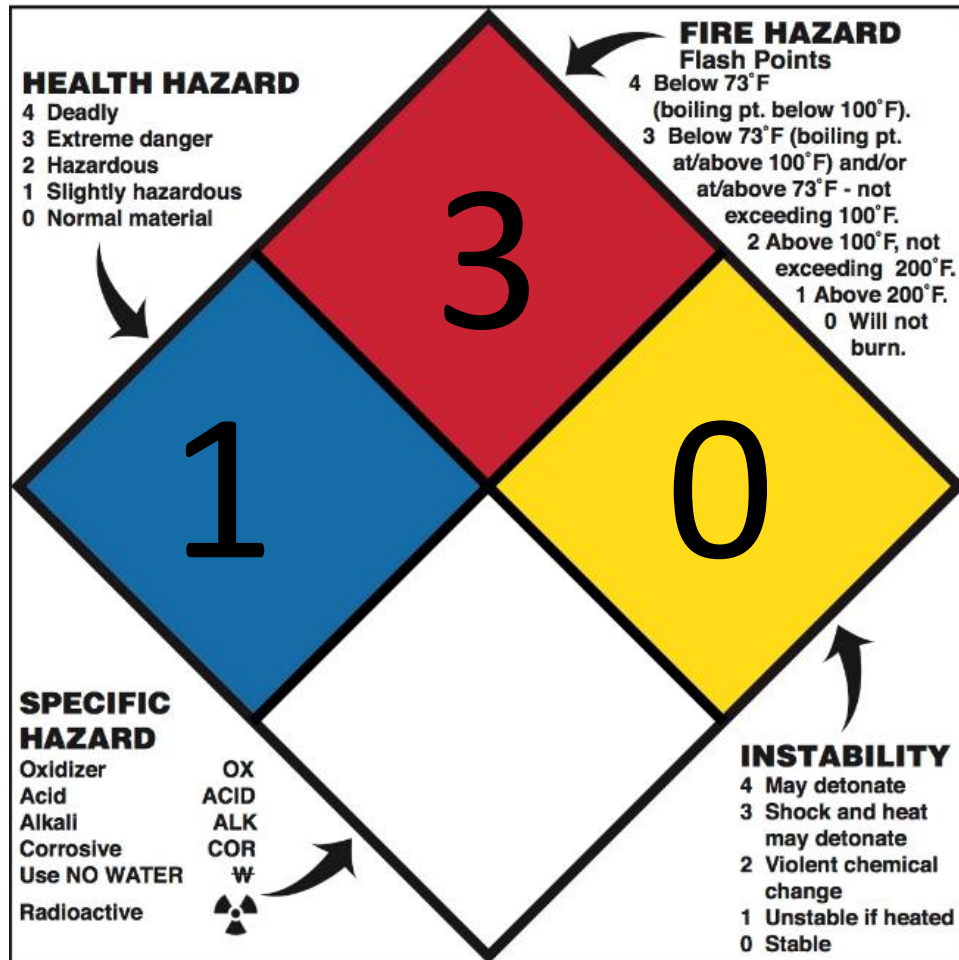 HEALTH HAZARD
4 Deadly
3 Extreme danger
2 Hazardous
1 Slightly hazardous
0 Normal material
FIRE HAZARD
Flash Points
4 Below 73˚F
(boiling pt. below 100˚F).
3 Below 73˚F (boiling pt.
at/above 100˚F) and/or
at/above 73˚F - not
exceeding 100˚F.
2 Above 100˚F, not
exceeding 200˚F.
1 Above 200˚F.
0 Will not
burn.
3
1
0
SPECIFIC
HAZARD
Oxidizer OX
Acid ACID
Alkali ALK
Corrosive COR
Use NO WATER W̶
Radioactive
INSTABILITY
4 May detonate
3 Shock and heat
may detonate
2 Violent chemical
change
1 Unstable if heated
0 Stable